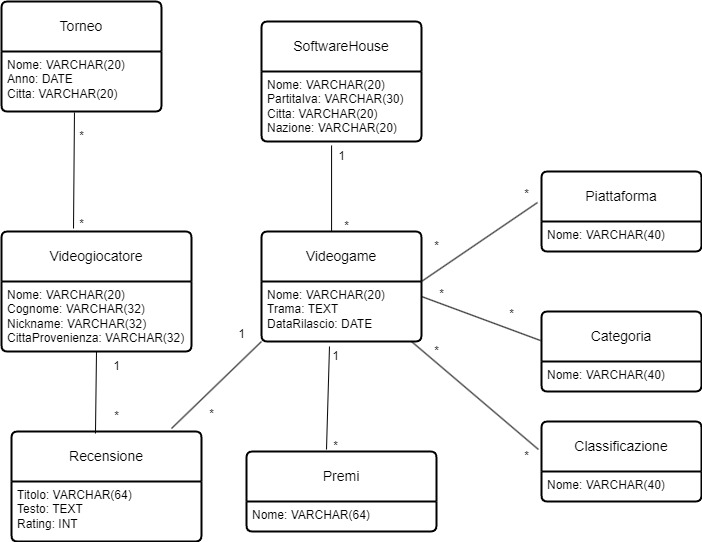 Torneo
Nome: VARCHAR(20)
Anno: DATE
Citta: VARCHAR(20)
*
*
SoftwareHouse
Nome: VARCHAR(20)
PartitaIva: VARCHAR(30)
Citta: VARCHAR(20)
Nazione: VARCHAR(20)
1
*
Piattaforma
Nome: VARCHAR(40)
*
*
Videogiocatore
Nome: VARCHAR(20)
Cognome: VARCHAR(32)
Nickname: VARCHAR(32)
CittaProvenienza: VARCHAR(32)
1
*
Videogame
Nome: VARCHAR(20)
Trama: TEXT
DataRilascio: DATE
*
*
Categoria
Nome: VARCHAR(40)
1
*
1
*
*
*
Classificazione
Nome: VARCHAR(40)
Recensione
Titolo: VARCHAR(64)
Testo: TEXT
Rating: INT
Premi
Nome: VARCHAR(64)